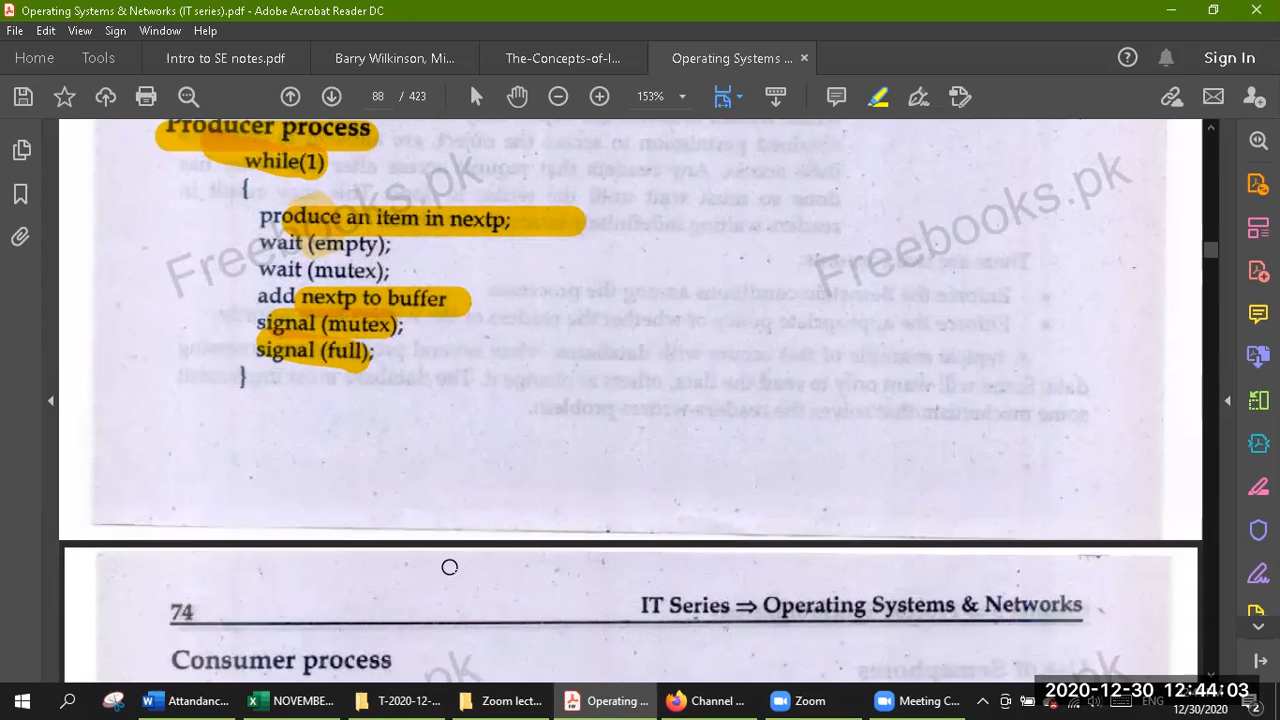 Operating Systems & Networks (IT series).pdf - Adobe Acrobat Reader DC
File Edit View Sign Window Help
Home Tools Intro to SE notes.pdf Barry Wilkinson, Mi... The-Concepts-of-I... Operating Systems ... × Sign In
88 / 423 153%
Producer process
while(1)
{
produce an item in nextp;
wait (empty);
wait (mutex);
add nextp to buffer
signal (mutex);
signal (full);
}
Freebooks.pk
Freebooks.pk
74 IT Series ⇒ Operating Systems & Networks
Consumer process
Attandanc... NOVEMBE... T-2020-12-... Zoom lect... Operating ... Channel ... Zoom Meeting C... ENG
2020-12-30 12:44:03
12/30/2020